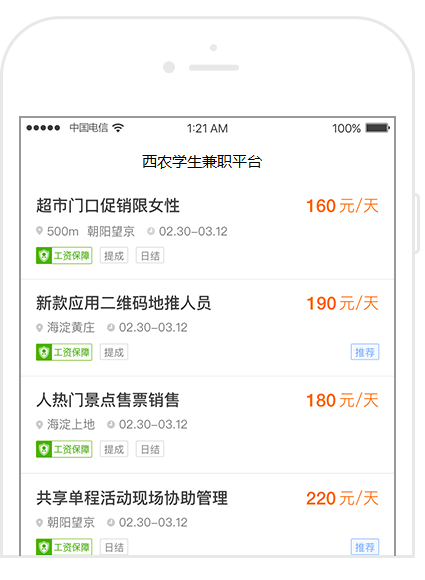 中国电信 1:21 AM 100%
西农学生兼职平台
超市门口促销限女性 160元/天
500m 朝阳望京 02.30-03.12
工资保障 提成 日结
新款应用二维码地推人员 190元/天
海淀黄庄 02.30-03.12
工资保障 提成 推荐
人热门景点售票销售 180元/天
海淀上地 02.30-03.12
工资保障 提成 日结
共享单程活动现场协助管理 220元/天
朝阳望京 02.30-03.12
工资保障 日结 推荐